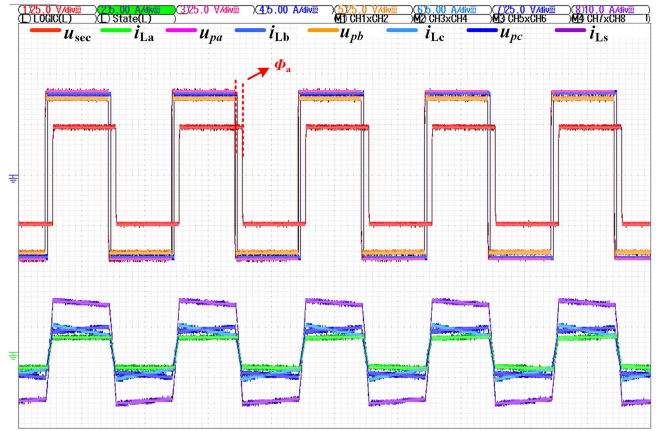 1 25.0 V/div 2 5.00 A/div 3 25.0 V/div 4 5.00 A/div 5 25.0 V/div 6 5.00 A/div 7 25.0 V/div 8 10.0 A/div
L LOGIC(L) L State(L) M1 CH1xCH2 M2 CH3xCH4 M3 CH5xCH6 M4 CH7xCH8
usec iLa upa iLb upb iLc upc iLs
Φa